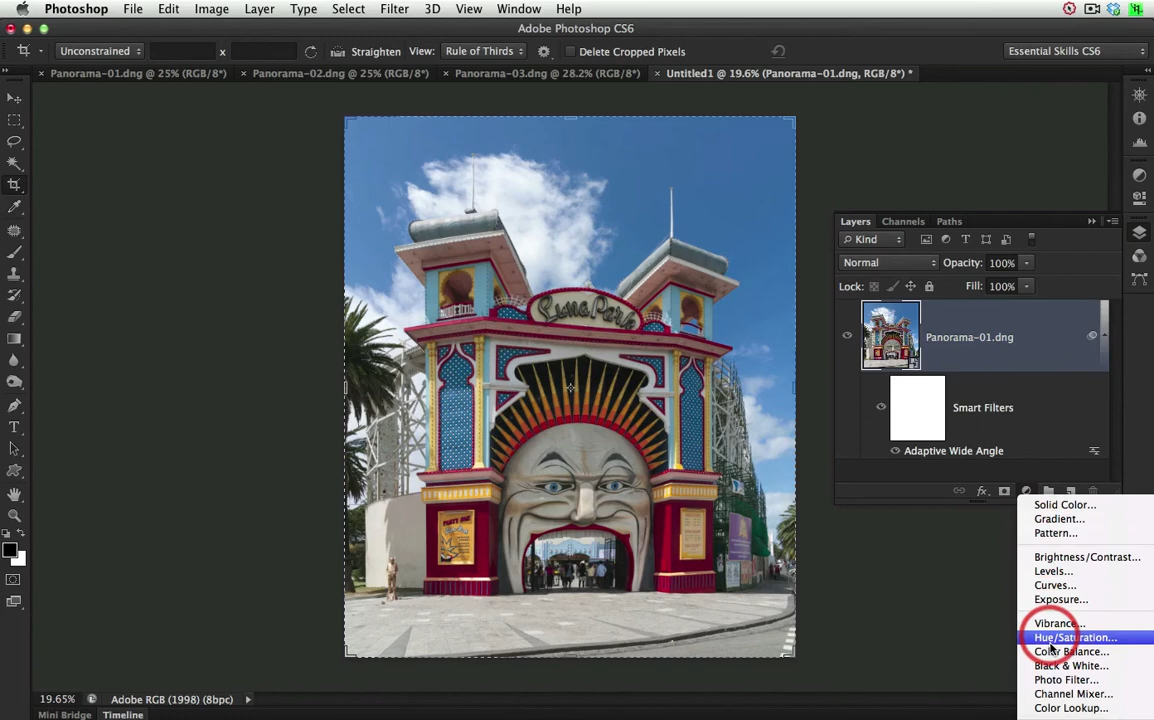 Photoshop File Edit Image Layer Type Select Filter 3D View Window Help
Adobe Photoshop CS6
Unconstrained x Straighten View: Rule of Thirds Delete Cropped Pixels Essential Skills CS6
× Panorama-01.dng @ 25% (RGB/8*) × Panorama-02.dng @ 25% (RGB/8*) × Panorama-03.dng @ 28.2% (RGB/8*) × Untitled1 @ 19.6% (Panorama-01.dng, RGB/8*) *
Luna Park
Layers Channels Paths
Kind
Normal Opacity: 100%
Lock: Fill: 100%
Panorama-01.dng
Smart Filters
Adaptive Wide Angle
fx
Solid Color...
Gradient...
Pattern...
Brightness/Contrast...
Levels...
Curves...
Exposure...
Vibrance...
Hue/Saturation...
Color Balance...
Black & White...
Photo Filter...
Channel Mixer...
Color Lookup...
19.65% Adobe RGB (1998) (8bpc)
Mini Bridge Timeline